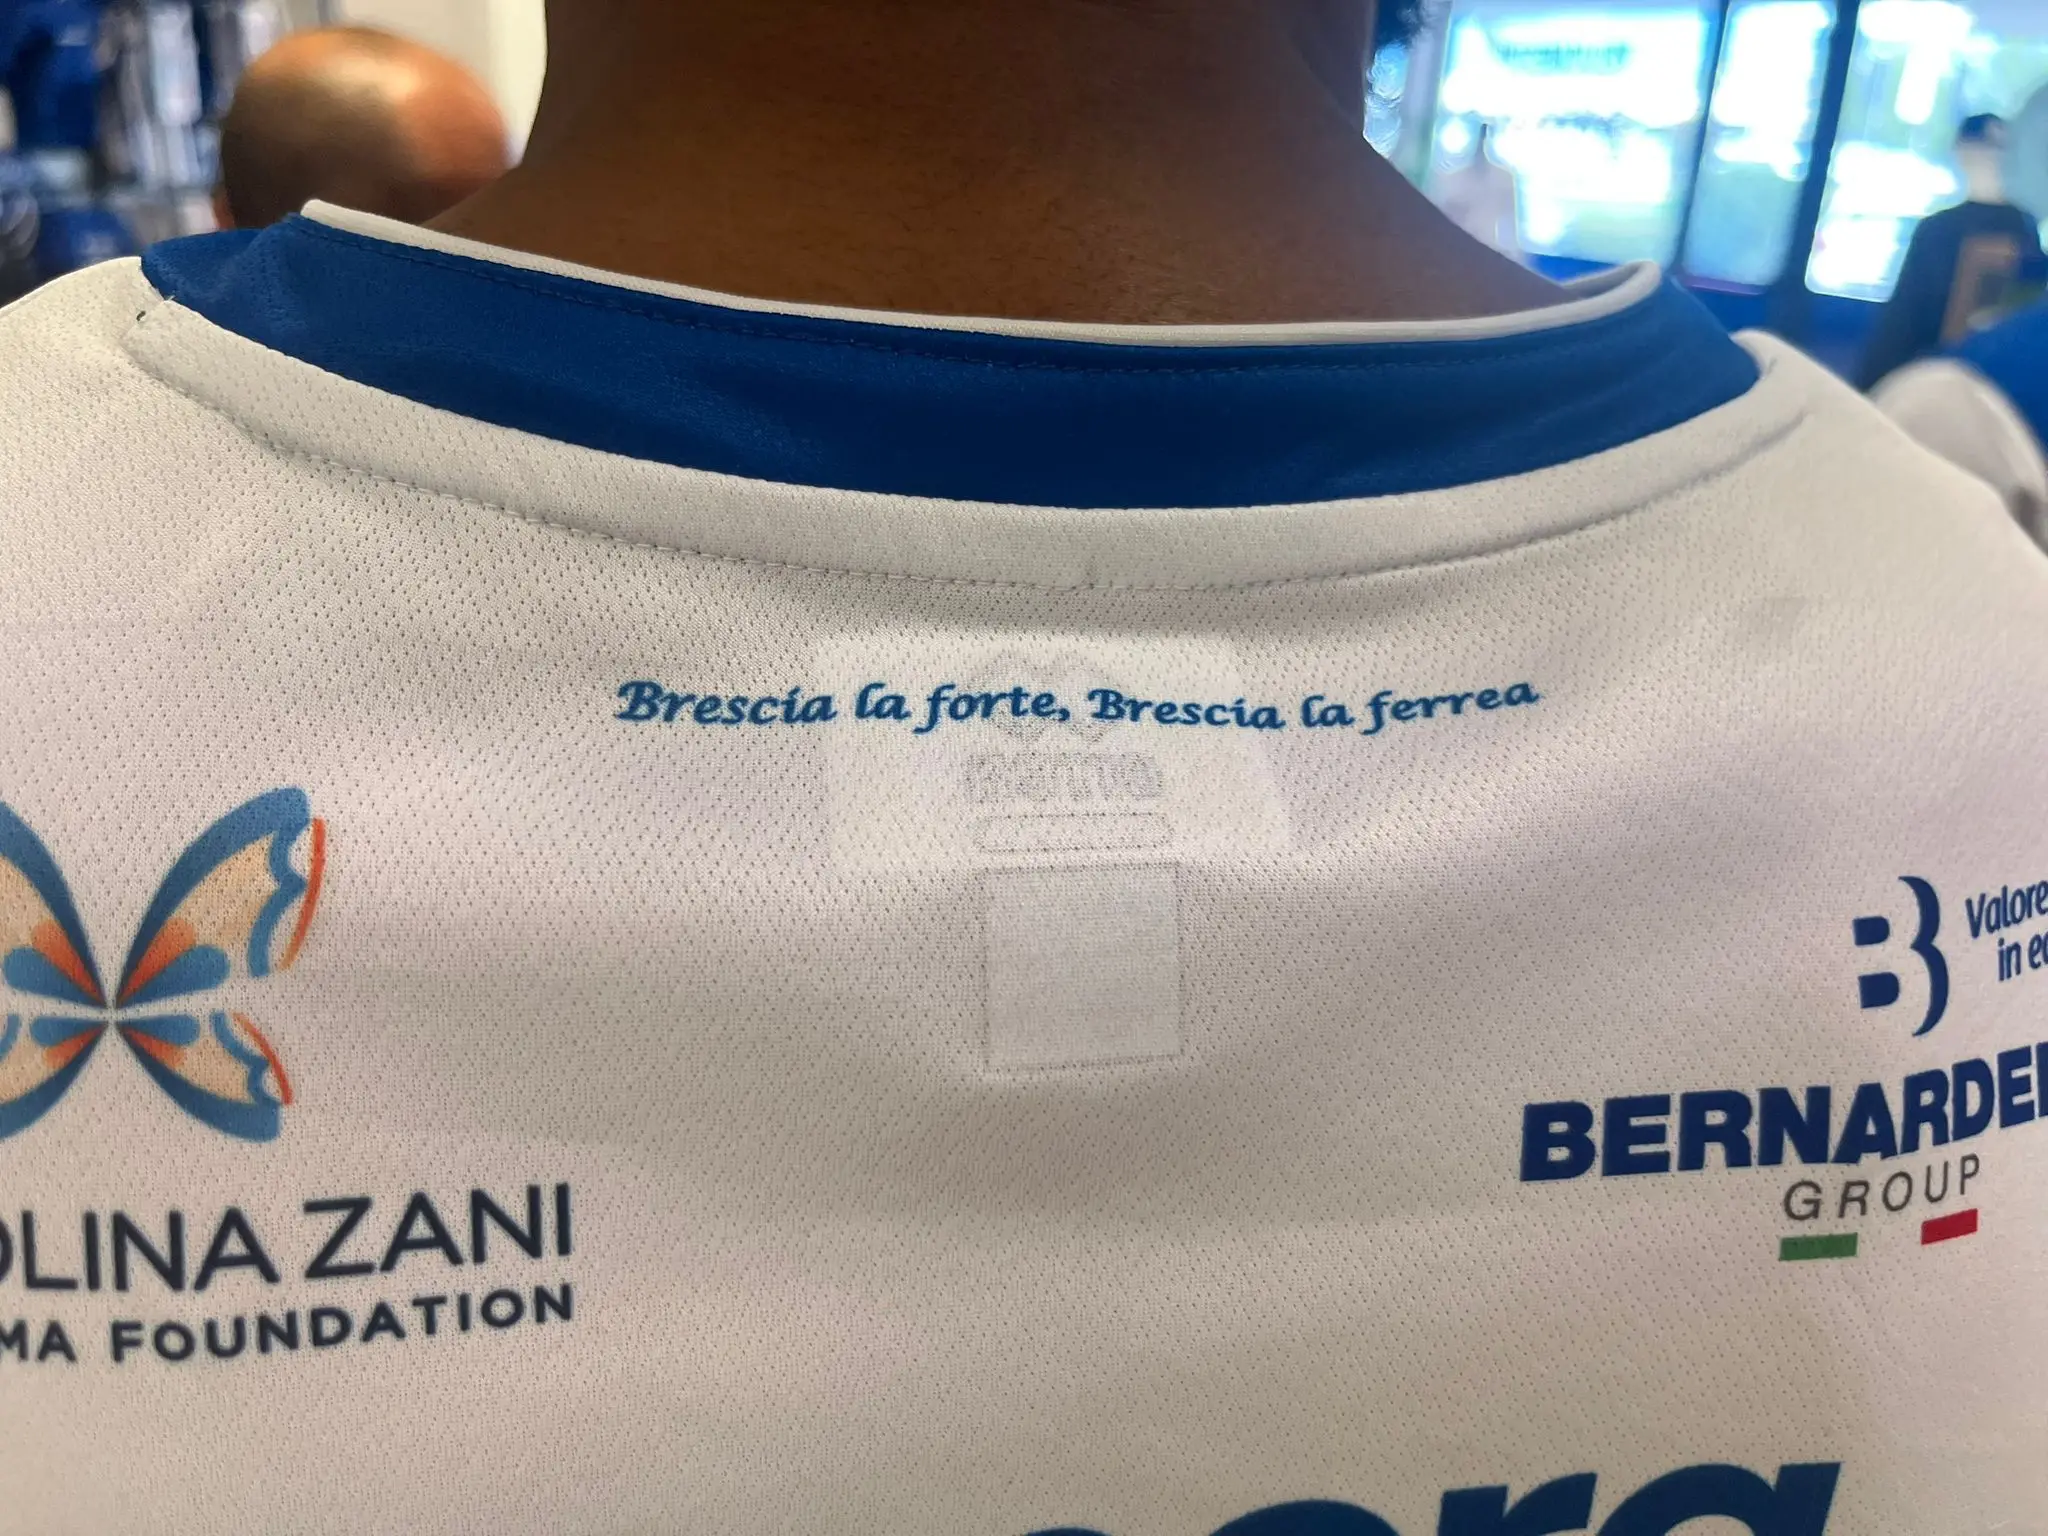 Brescia la forte, Brescia la ferrea
OLINA ZANI
MA FOUNDATION
B
Valore
in
BERNARDE
GROUP